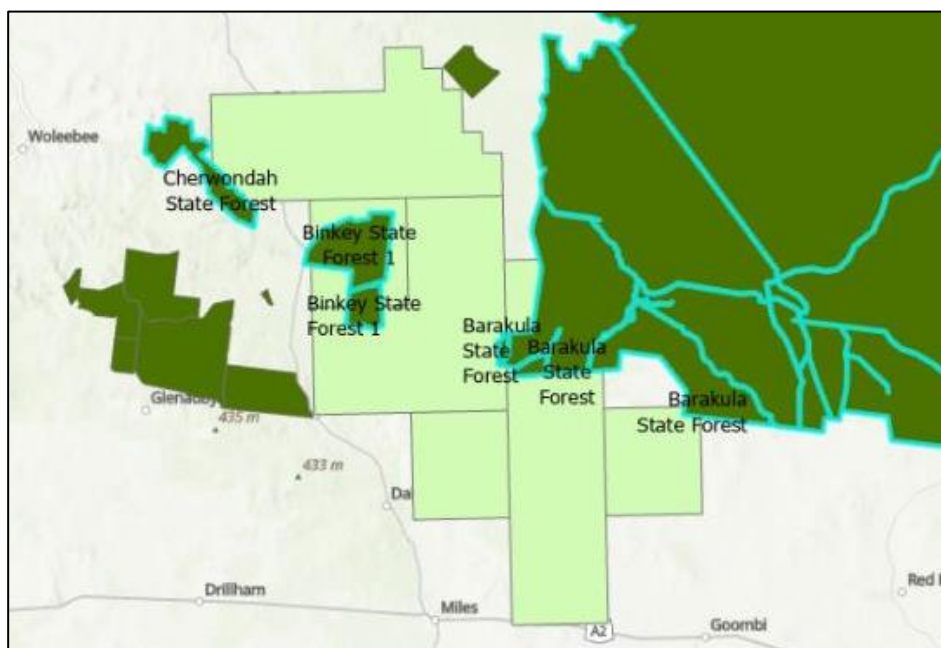 Woleebee
Cherwondah
State Forest
Binkey State
Forest 1
Binkey State
Forest 1
Barakula
State
Forest
Barakula
State
Forest
Barakula
State Forest
435 m
433 m
Drillham
Miles
A2
Goombi
Red